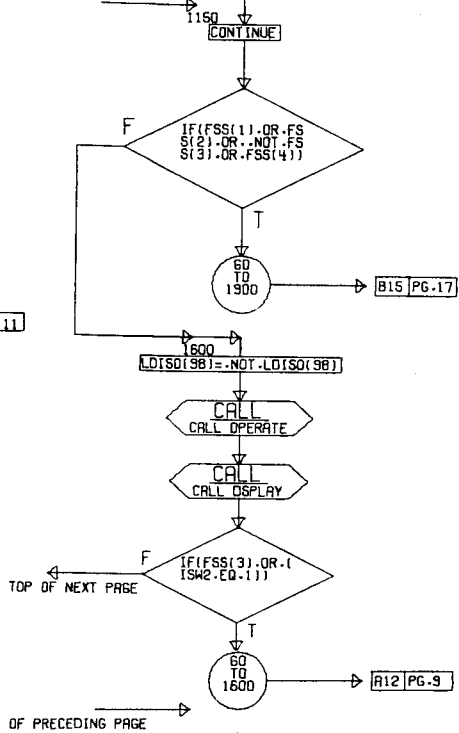 1150
CONTINUE
F
IF(FSS(1).OR.FS
S(2).OR..NOT.FS
S(3).OR.FSS(4))
T
GO
TO
1900
B15 PG.17
11
1600
LDISO(98)=.NOT.LDISO(98)
CALL
CALL OPERATE
CALL
CALL DSPLAY
F
IF(FSS(3).OR.(
ISW2.EQ.1))
TOP OF NEXT PAGE
T
GO
TO
1600
A12 PG.9
OF PRECEDING PAGE